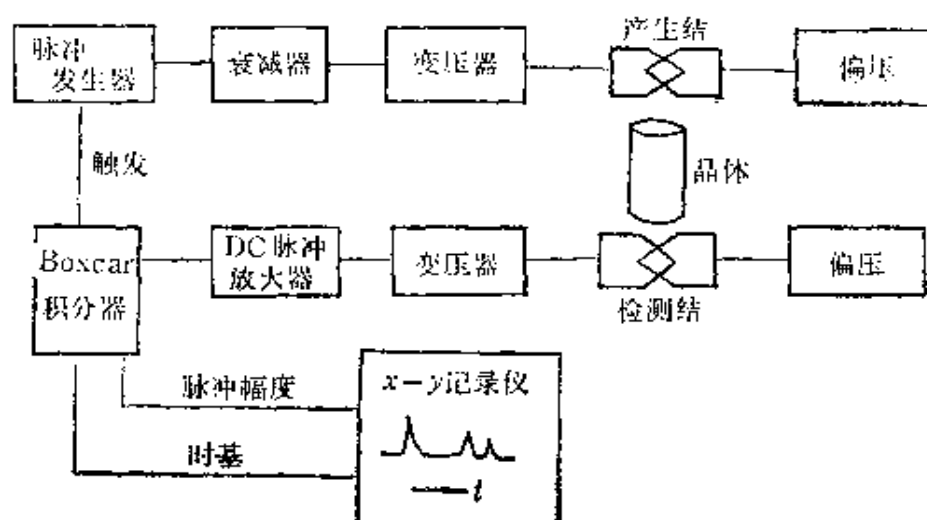 脉冲
发生器
衰减器
变压器
产生结
偏压
触发
晶体
Boxcar
积分器
DC脉冲
放大器
变压器
检测结
偏压
脉冲幅度
时基
x-y记录仪
t